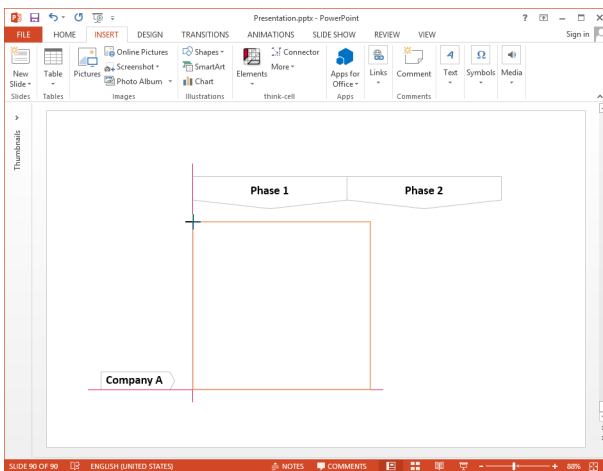 Presentation.pptx - PowerPoint
FILE HOME INSERT DESIGN TRANSITIONS ANIMATIONS SLIDE SHOW REVIEW VIEW Sign in
New Slide
Table
Pictures
Online Pictures
Screenshot
Photo Album
Shapes
SmartArt
Chart
Elements
Connector
More
Apps for Office
Links
Comment
Text
Symbols
Media
Slides Tables Images Illustrations think-cell Apps Comments
Thumbnails
Phase 1 Phase 2
Company A
SLIDE 90 OF 90 ENGLISH (UNITED STATES) NOTES COMMENTS 88%